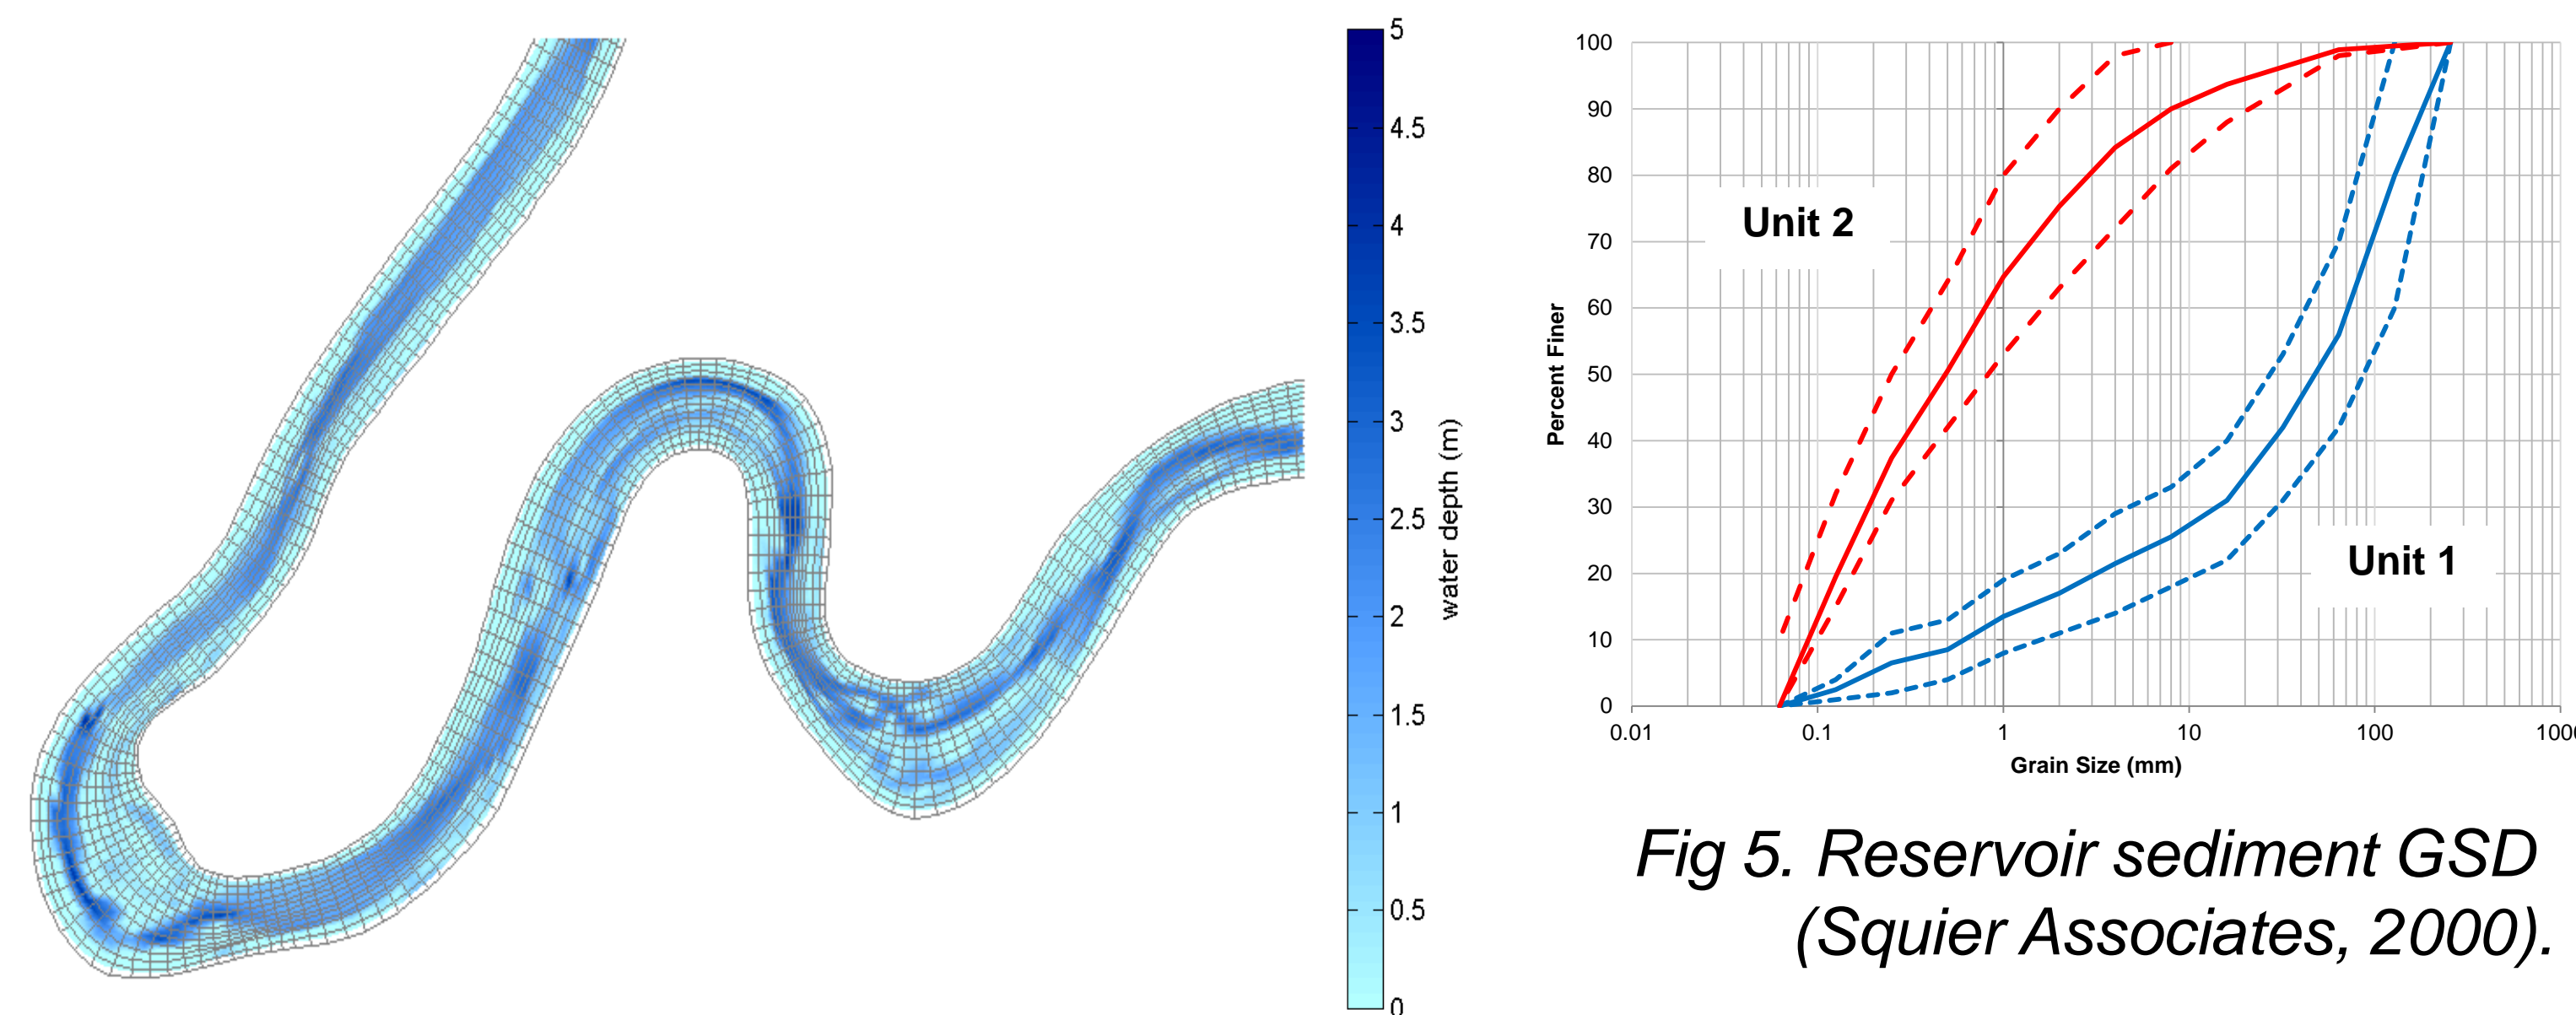 5
4.5
4
3.5
3
2.5
2
1.5
1
0.5
0
water depth (m)
100
90
80
70
60
50
40
30
20
10
0
Percent Finer
Unit 2
Unit 1
0.01 0.1 1 10 100
Grain Size (mm)
Fig 5. Reservoir sediment GSD
(Squier Associates, 2000).